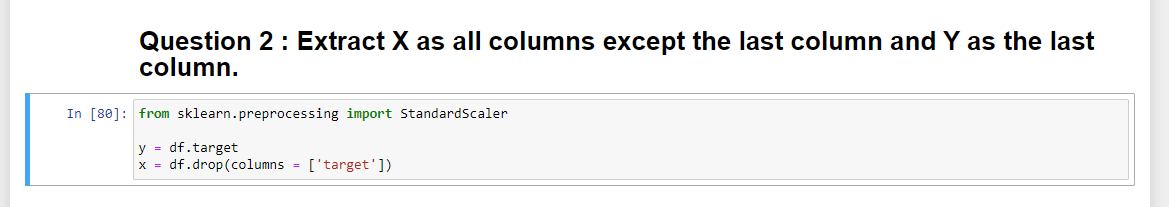 Question 2 : Extract X as all columns except the last column and Y as the last
column.
In [80]: from sklearn.preprocessing import StandardScaler
y = df.target
x = df.drop(columns = ['target'])